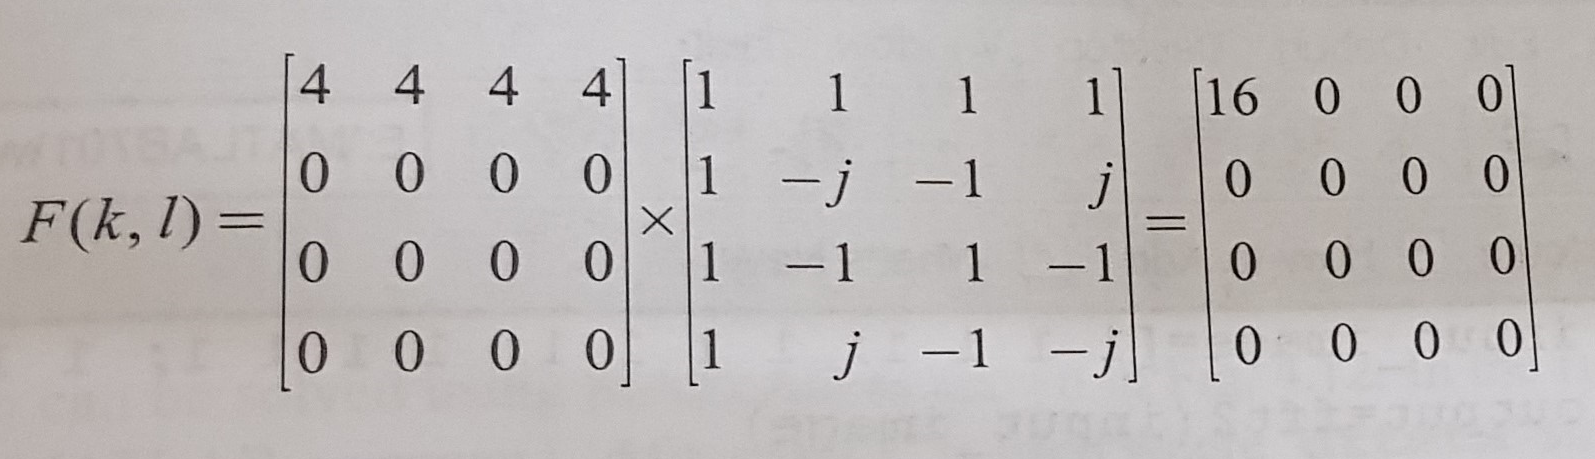 4 4 4 4 1 1 1 1 16 0 0 0
0 0 0 0 1 −j −1 j 0 0 0 0
F(k, l) = × =
0 0 0 0 1 −1 1 −1 0 0 0 0
0 0 0 0 1 j −1 −j 0 0 0 0